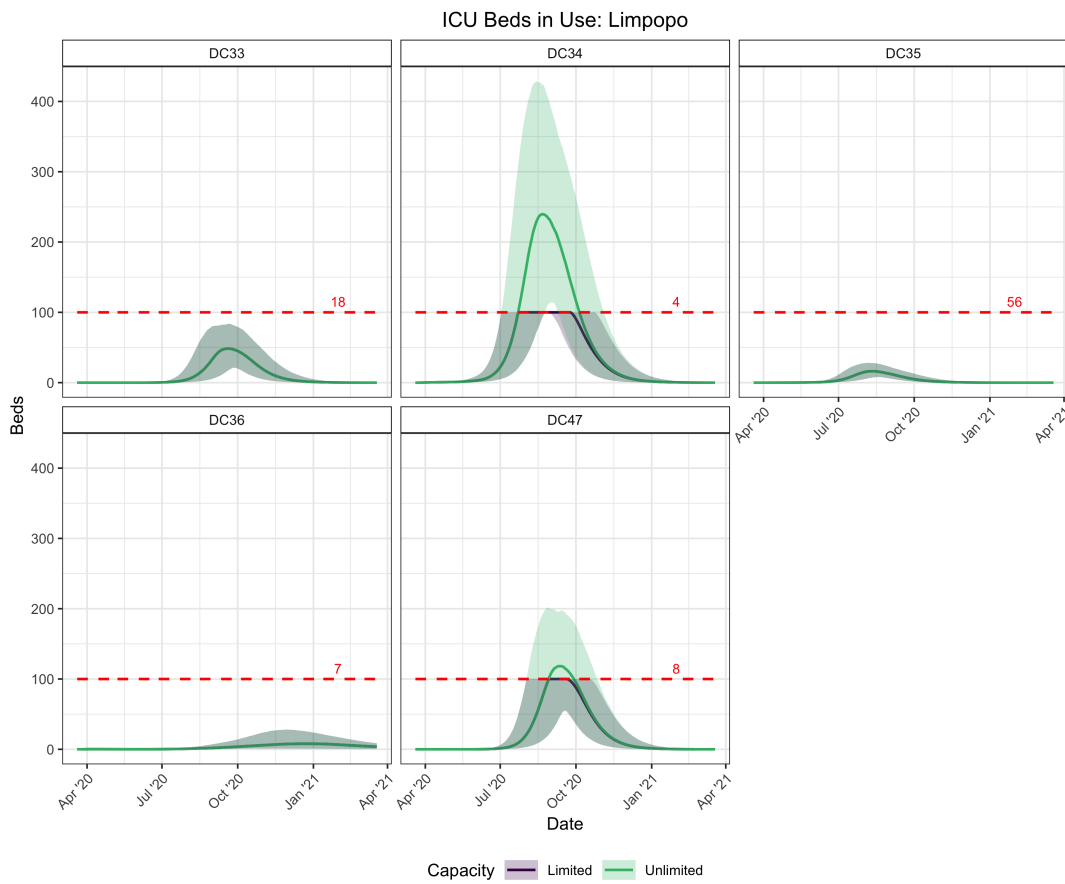 ICU Beds in Use: Limpopo
DC33
DC34
DC35
400
300
200
100
0
18
4
56
Apr '20
Jul '20
Oct '20
Jan '21
Apr '21
Beds
DC36
DC47
400
300
200
100
0
7
8
Apr '20
Jul '20
Oct '20
Jan '21
Apr '21
Apr '20
Jul '20
Oct '20
Jan '21
Apr '21
Date
Capacity
Limited
Unlimited